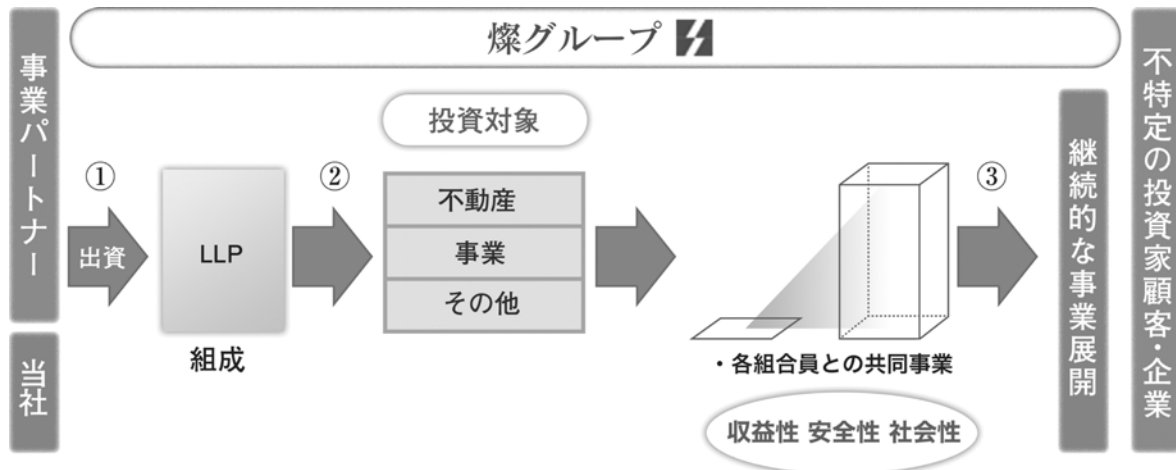 燦グループ
事業パートナー
当社
①
出資
LLP
組成
②
投資対象
不動産
事業
その他
・各組合員との共同事業
収益性 安全性 社会性
③
継続的な事業展開
不特定の投資家顧客・企業